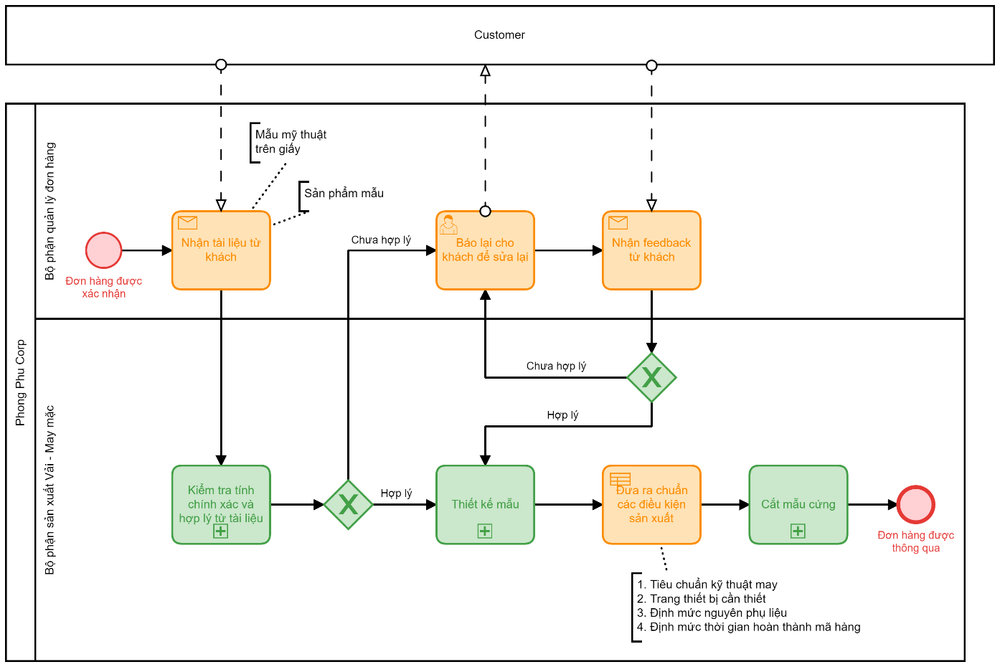 Customer
Phong Phu Corp
Bộ phận quản lý đơn hàng
Mẫu mỹ thuật
trên giấy
Sản phẩm mẫu
Đơn hàng được
xác nhận
Nhận tài liệu từ
khách
Chưa hợp lý
Báo lại cho
khách để sửa lại
Nhận feedback
từ khách
Bộ phận sản xuất Vải - May mặc
Chưa hợp lý
X
Hợp lý
Kiểm tra tính
chính xác và
hợp lý từ tài liệu
X
Hợp lý
Thiết kế mẫu
Đưa ra chuẩn
các điều kiện
sản xuất
Cắt mẫu cứng
Đơn hàng được
thông qua
1. Tiêu chuẩn kỹ thuật may
2. Trang thiết bị cần thiết
3. Định mức nguyên phụ liệu
4. Định mức thời gian hoàn thành mã hàng